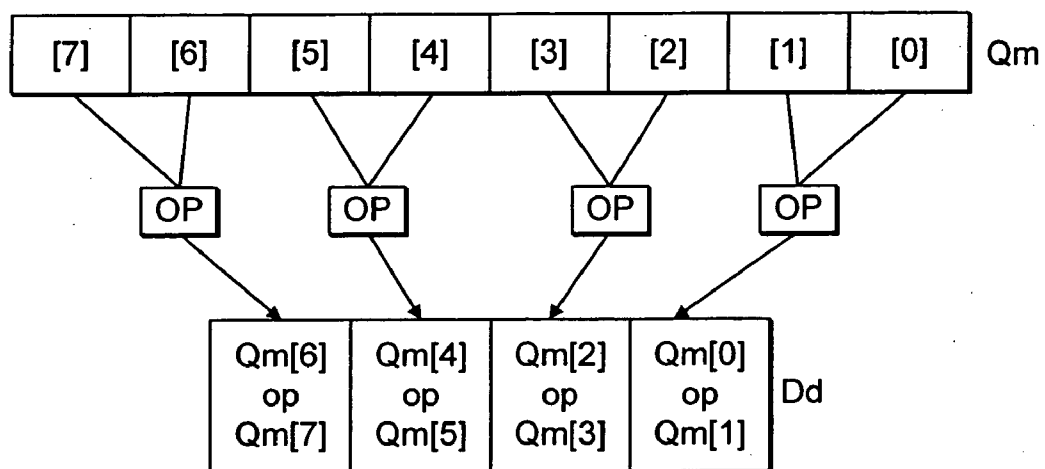 [7] [6] [5] [4] [3] [2] [1] [0] Qm
OP OP OP OP
Qm[6] Qm[4] Qm[2] Qm[0]
op op op op Dd
Qm[7] Qm[5] Qm[3] Qm[1]